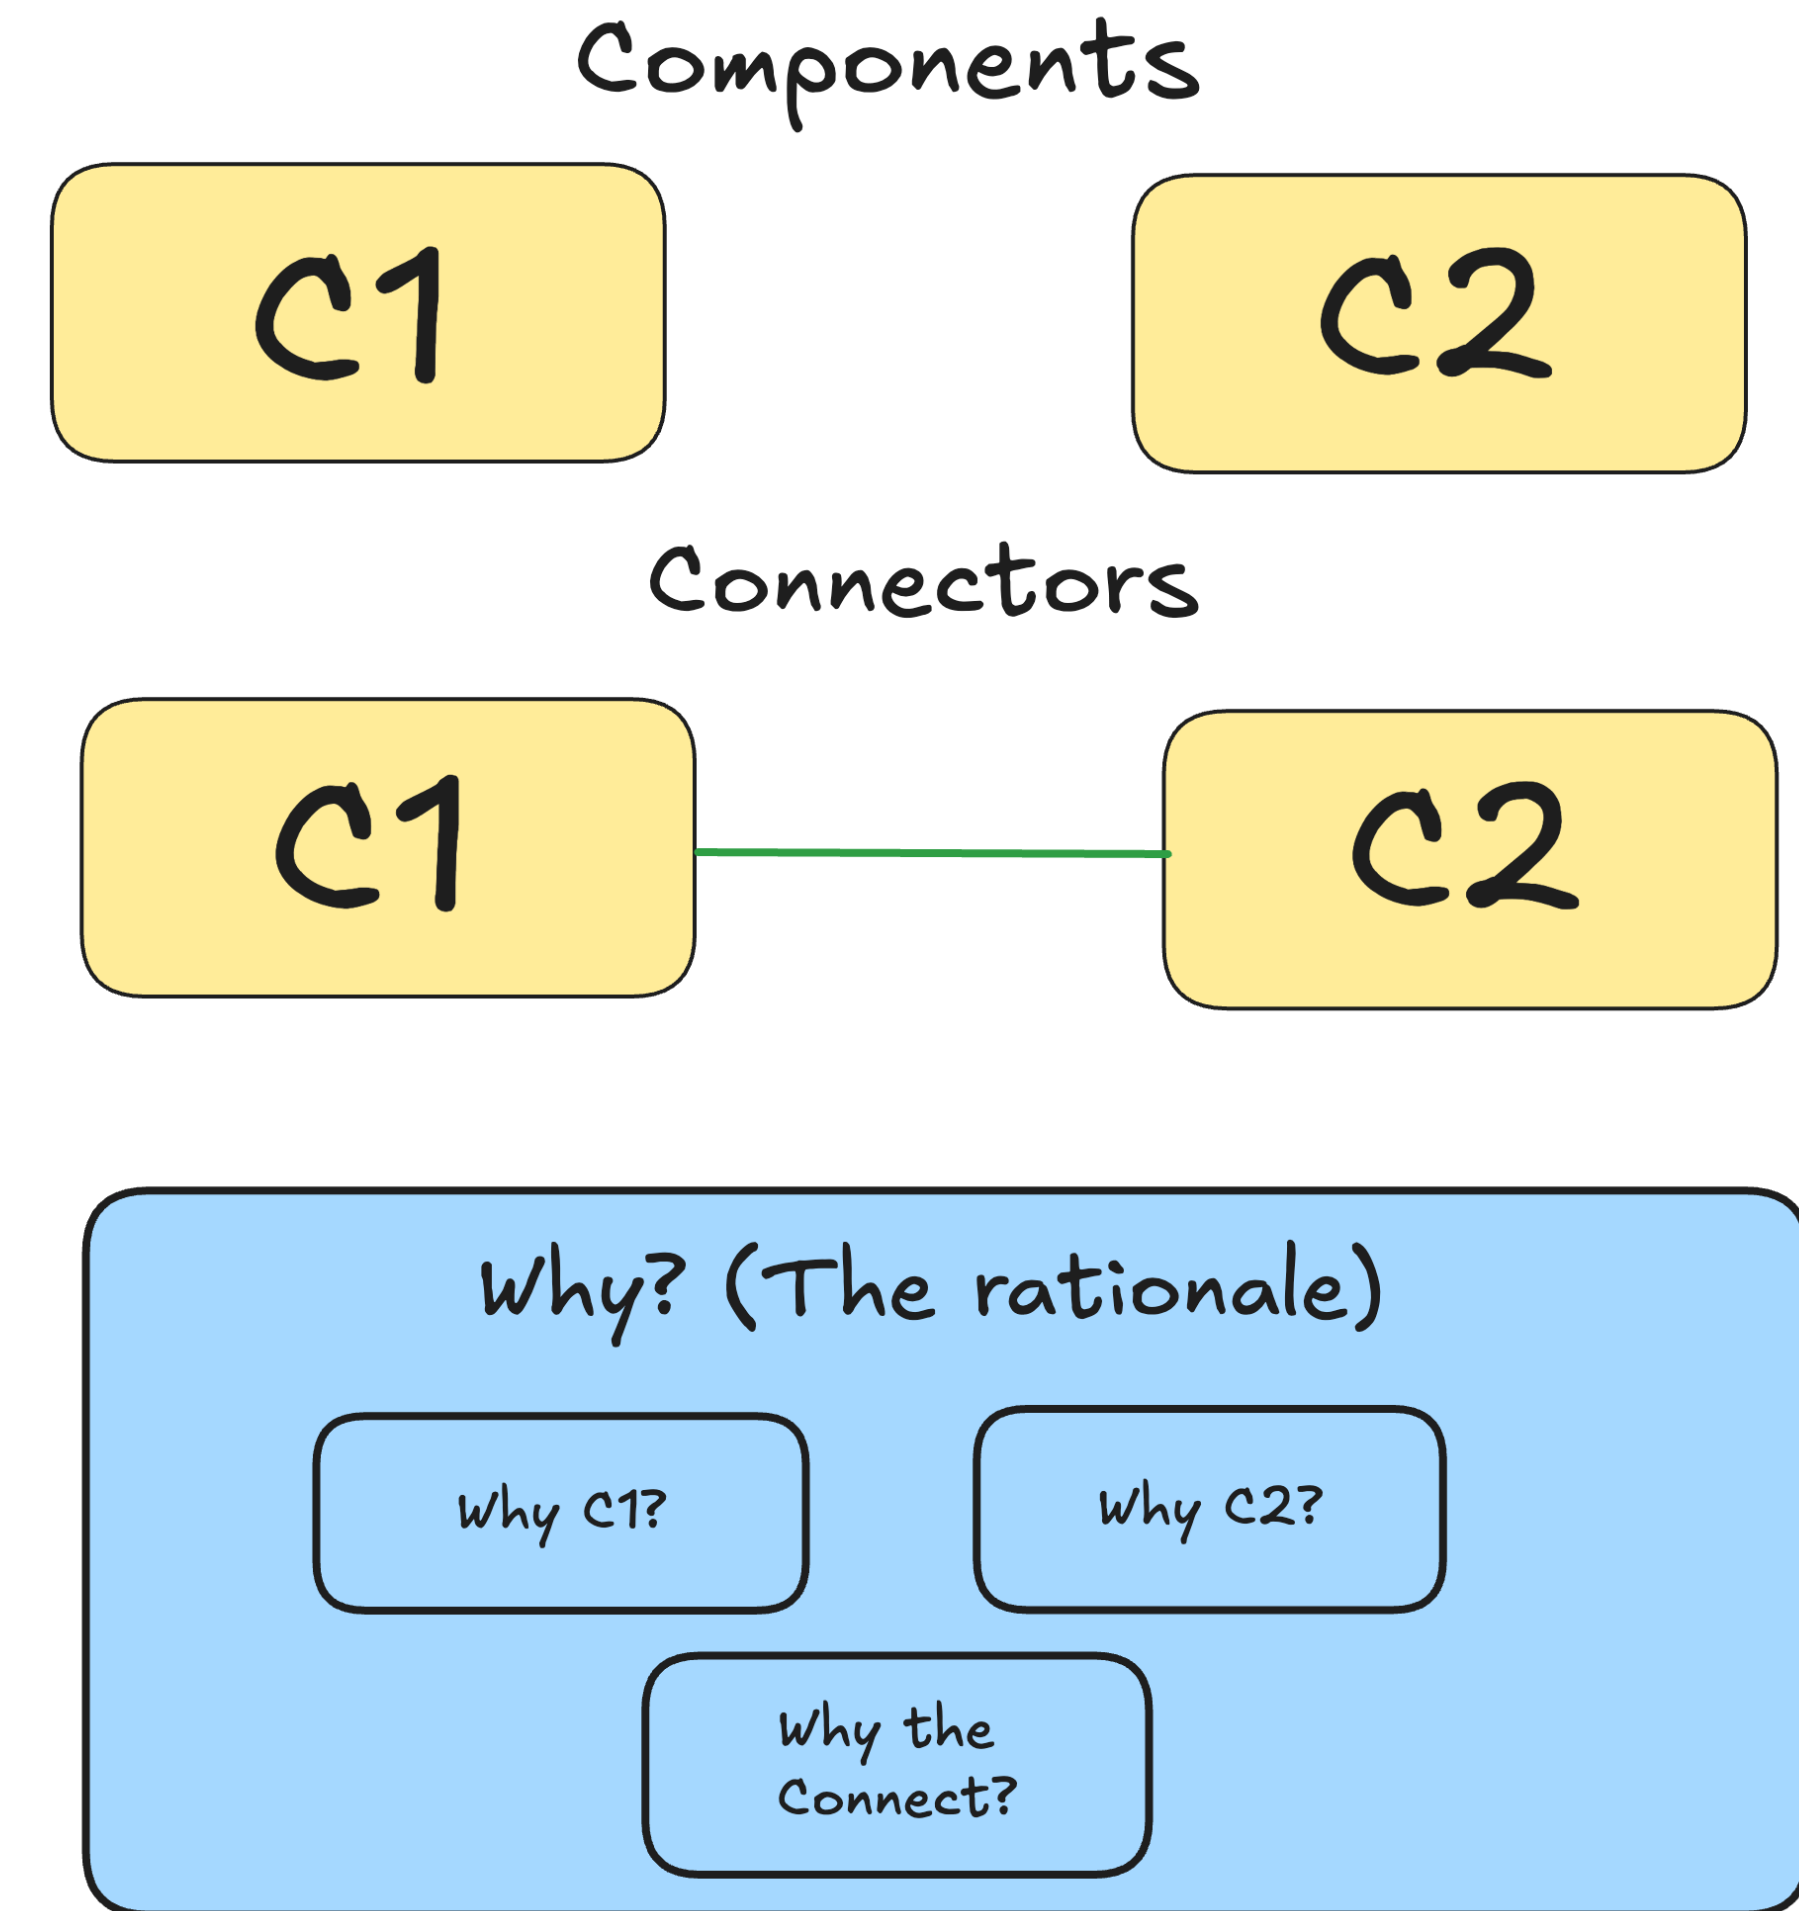 Components
C1
C2
Connectors
C1
C2
Why? (The rationale)
Why C1?
Why C2?
Why the
Connect?